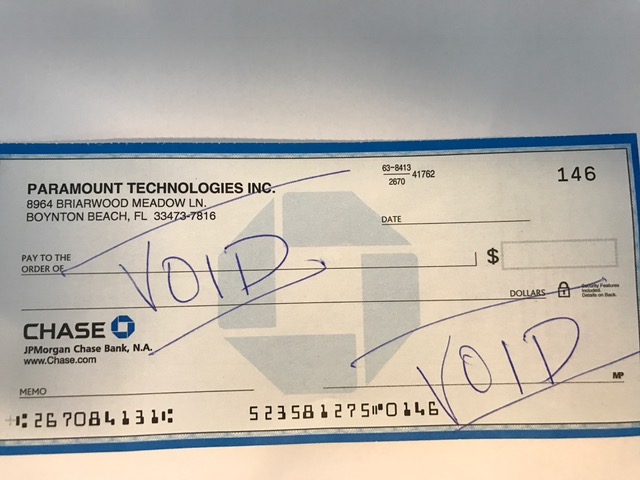 PARAMOUNT TECHNOLOGIES INC.
8964 BRIARWOOD MEADOW LN.
BOYNTON BEACH, FL 33473-7816
63-8413
2670
41762
146
DATE
PAY TO THE
ORDER OF
$
VOID
DOLLARS
Security Features
Included.
Details on Back.
CHASE
JPMorgan Chase Bank, N.A.
www.Chase.com
MEMO
VOID
MP
⑆267084131⑆ 523581275⑈0146